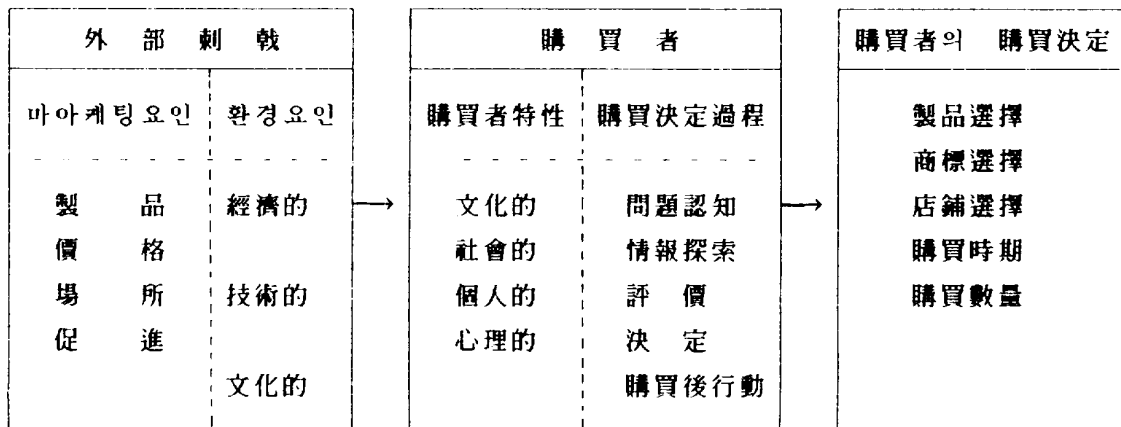 外部刺戟
마아케팅요인 환경요인
製品 經濟的
價格
場所 技術的
促進
文化的
購買者
購買者特性 購買決定過程
文化的 問題認知
社會的 情報探索
個人的 評價
心理的 決定
購買後行動
購買者의 購買決定
製品選擇
商標選擇
店鋪選擇
購買時期
購買數量